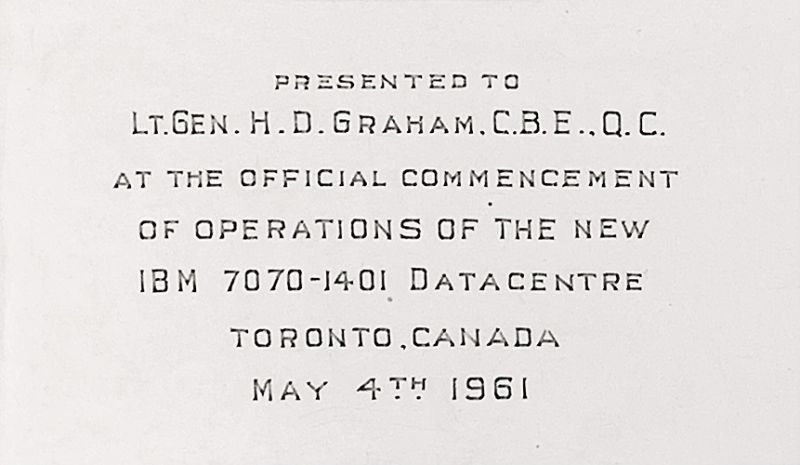 PRESENTED TO
LT. GEN. H. D. GRAHAM, C.B.E., Q.C.
AT THE OFFICIAL COMMENCEMENT
OF OPERATIONS OF THE NEW
IBM 7070-1401 DATACENTRE
TORONTO, CANADA
MAY 4TH 1961